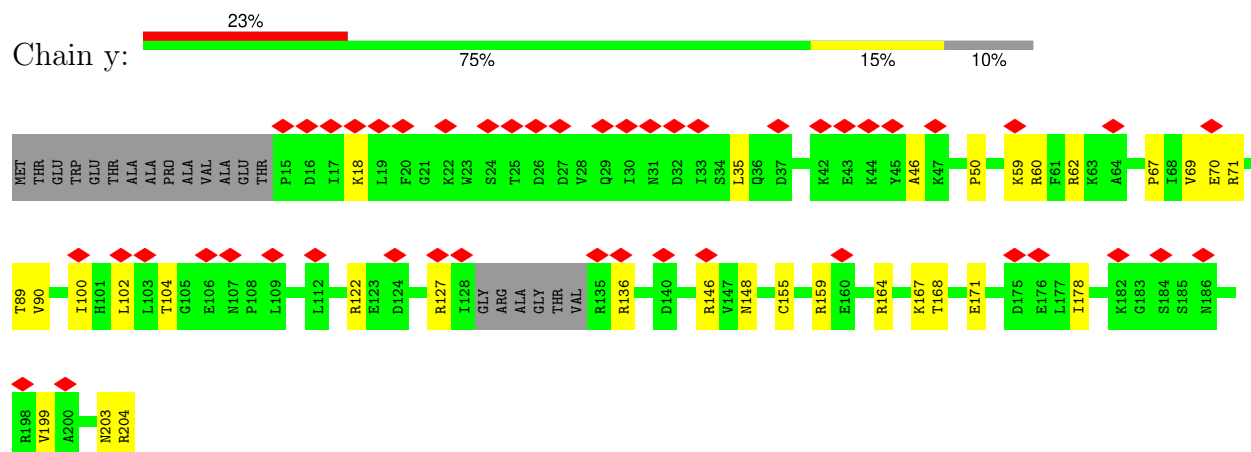 23%
Chain y:
75% 15% 10%
MET THR GLU TRP GLU THR ALA ALA PRO ALA VAL ALA GLU THR P15 D16 I17 K18 L19 F20 G21 K22 W23 S24 T25 D26 D27 V28 Q29 I30 N31 D32 I33 S34 L35 Q36 D37 K42 E43 K44 Y45 A46 K47 P50 K59 R60 F61 R62 K63 A64 P67 I68 V69 E70 R71
T89 V90 I100 H101 L102 L103 T104 G105 E106 N107 P108 L109 L112 R122 E123 D124 R127 I128 GLY ARG ALA GLY THR VAL R135 R136 D140 R146 V147 N148 C155 R159 E160 R164 K167 T168 E171 D175 E176 L177 I178 K182 G183 S184 S185 N186
R198 V199 A200 N203 R204